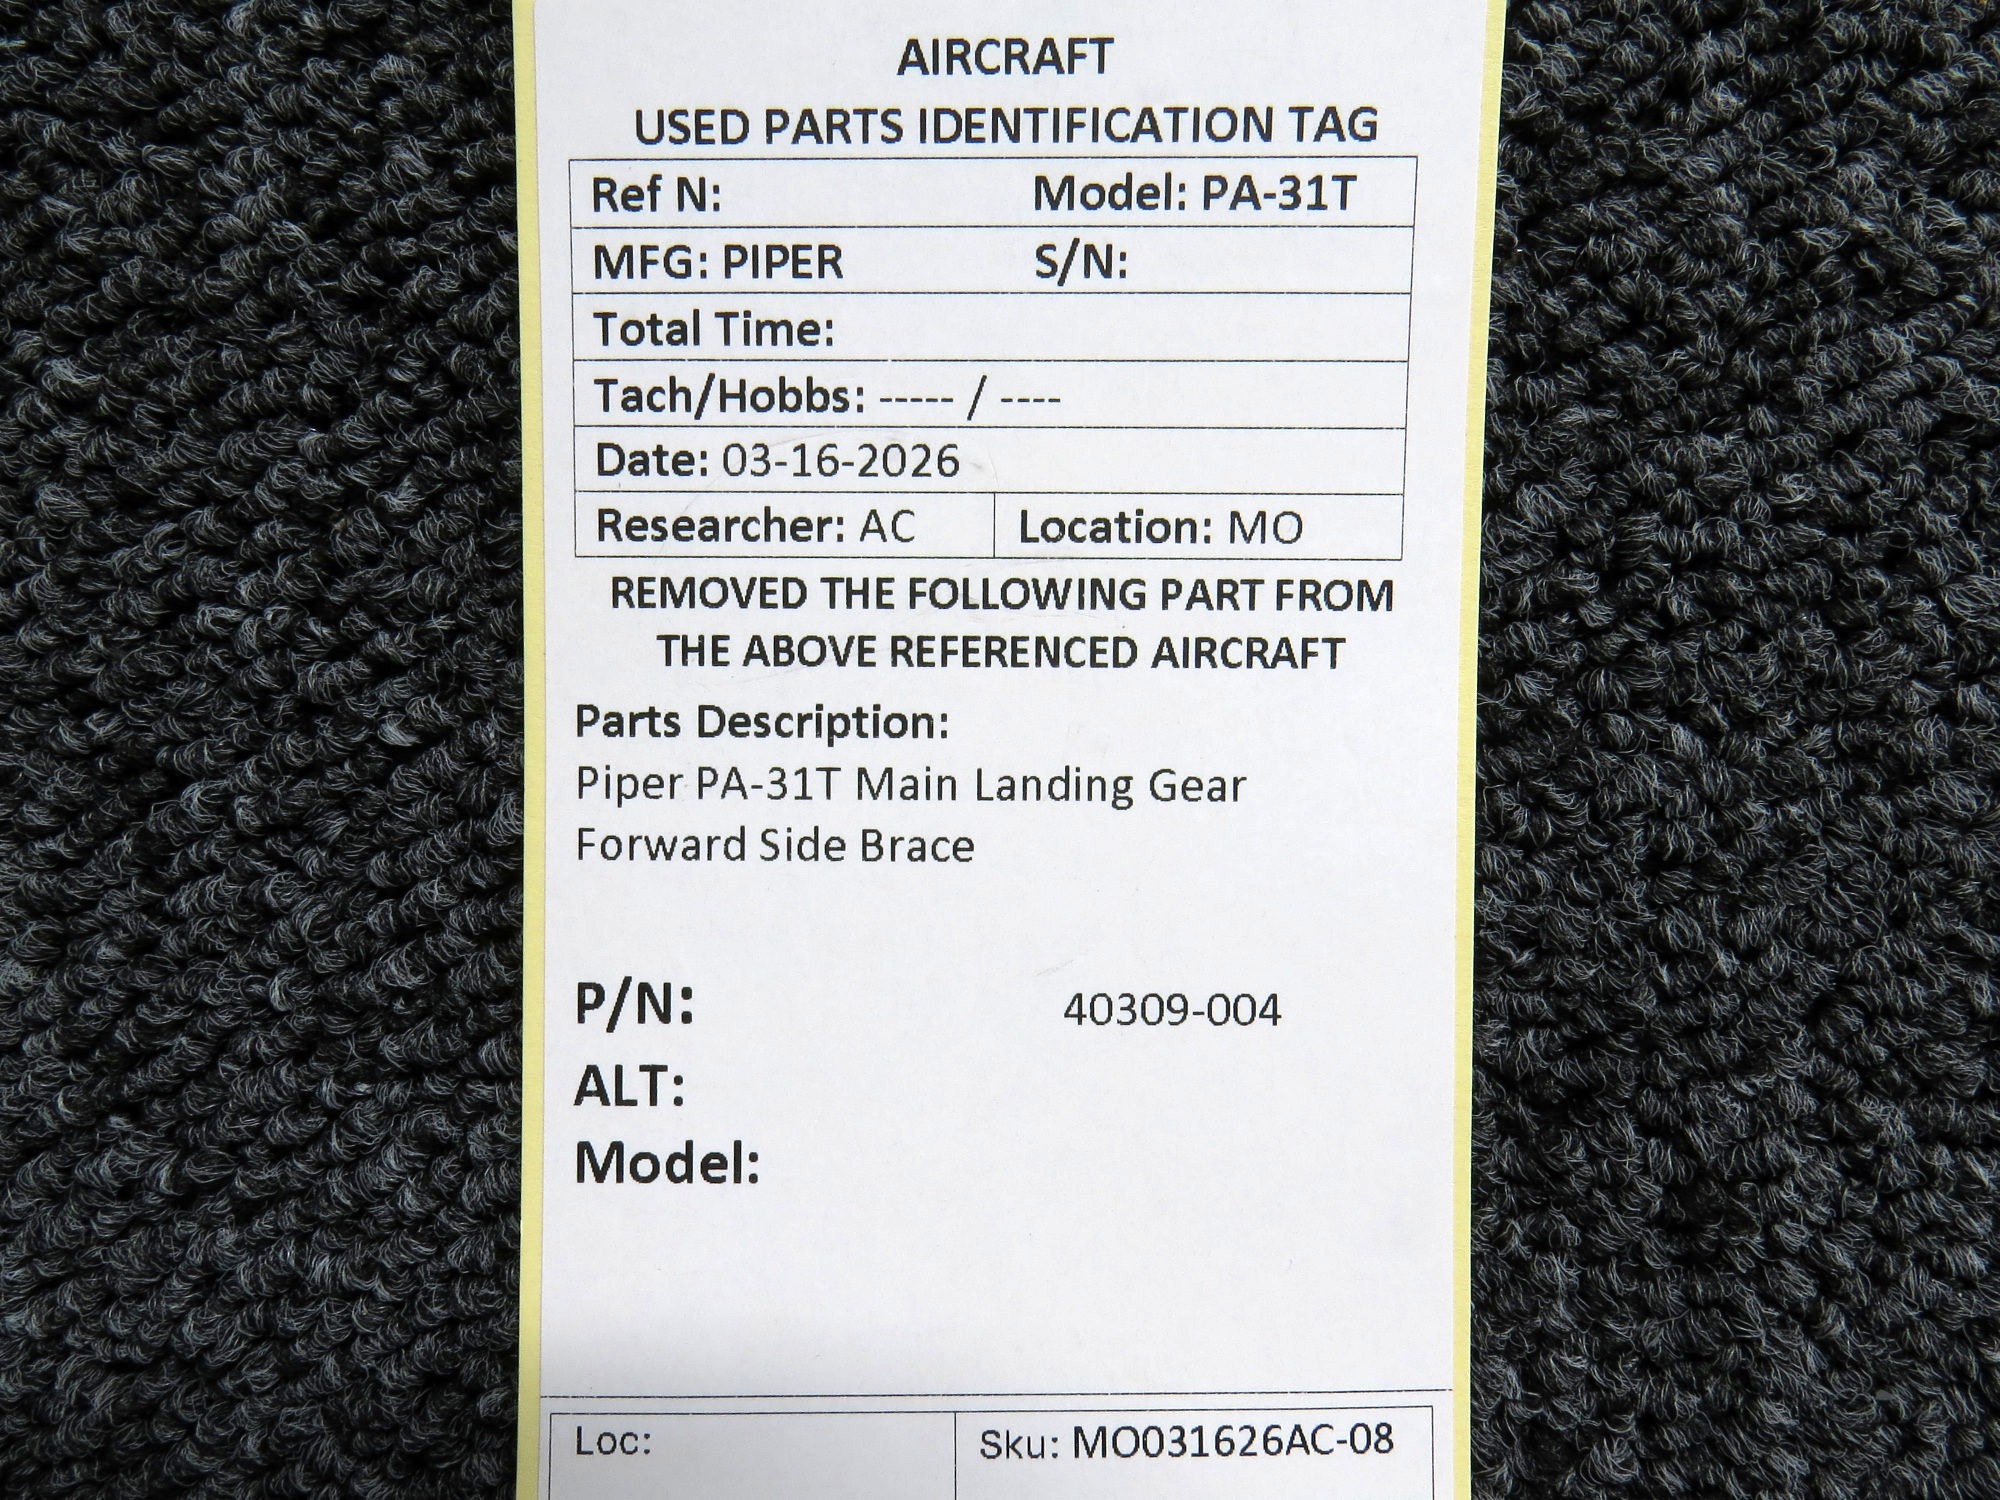 AIRCRAFT
USED PARTS IDENTIFICATION TAG
Ref N: Model: PA-31T
MFG: PIPER S/N:
Total Time:
Tach/Hobbs: ----- / ----
Date: 03-16-2026
Researcher: AC Location: MO
REMOVED THE FOLLOWING PART FROM
THE ABOVE REFERENCED AIRCRAFT
Parts Description:
Piper PA-31T Main Landing Gear
Forward Side Brace
P/N: 40309-004
ALT:
Model:
Loc: Sku: MO031626AC-08